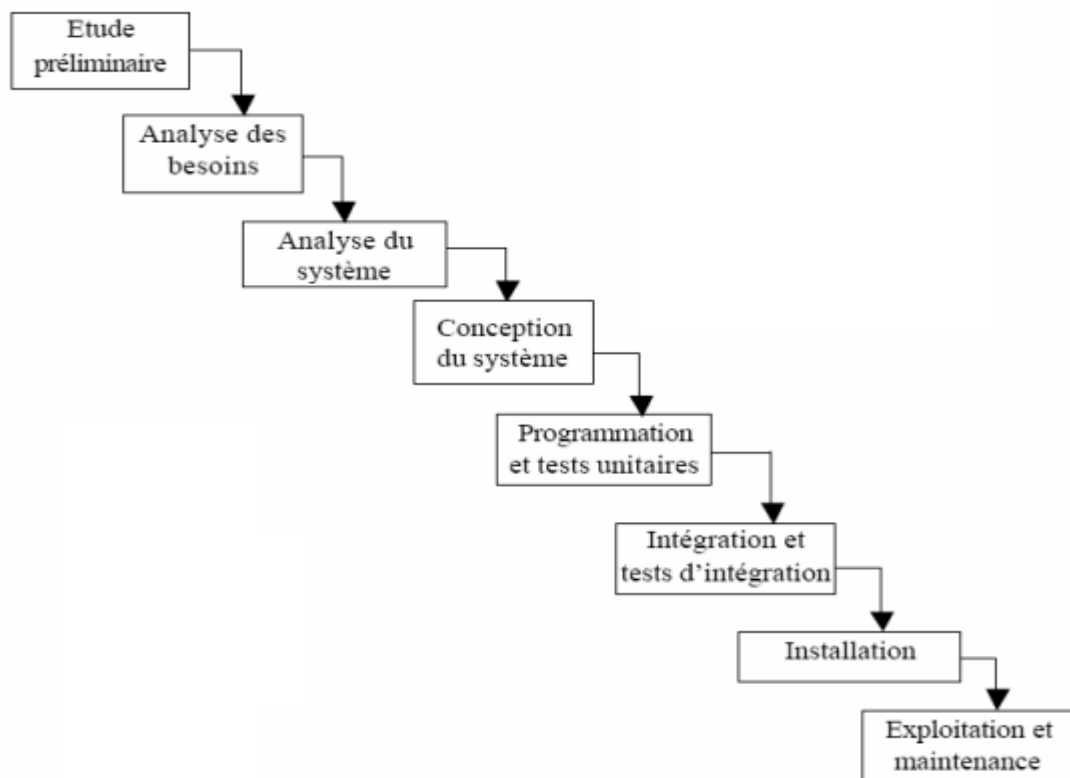 Etude
préliminaire
Analyse des
besoins
Analyse du
système
Conception
du système
Programmation
et tests unitaires
Intégration et
tests d’intégration
Installation
Exploitation et
maintenance